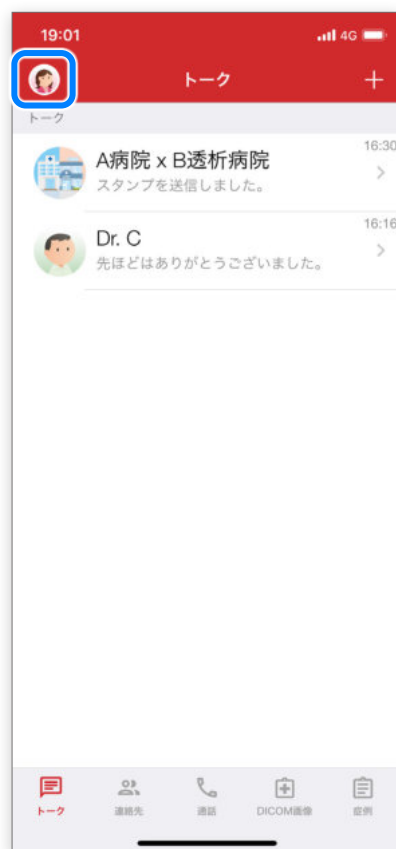 19:01 4G
トーク
トーク
A病院 x B透析病院 16:30
スタンプを送信しました。
Dr. C 16:16
先ほどはありがとうございました。
トーク 連絡先 通話 DICOM画像 症例